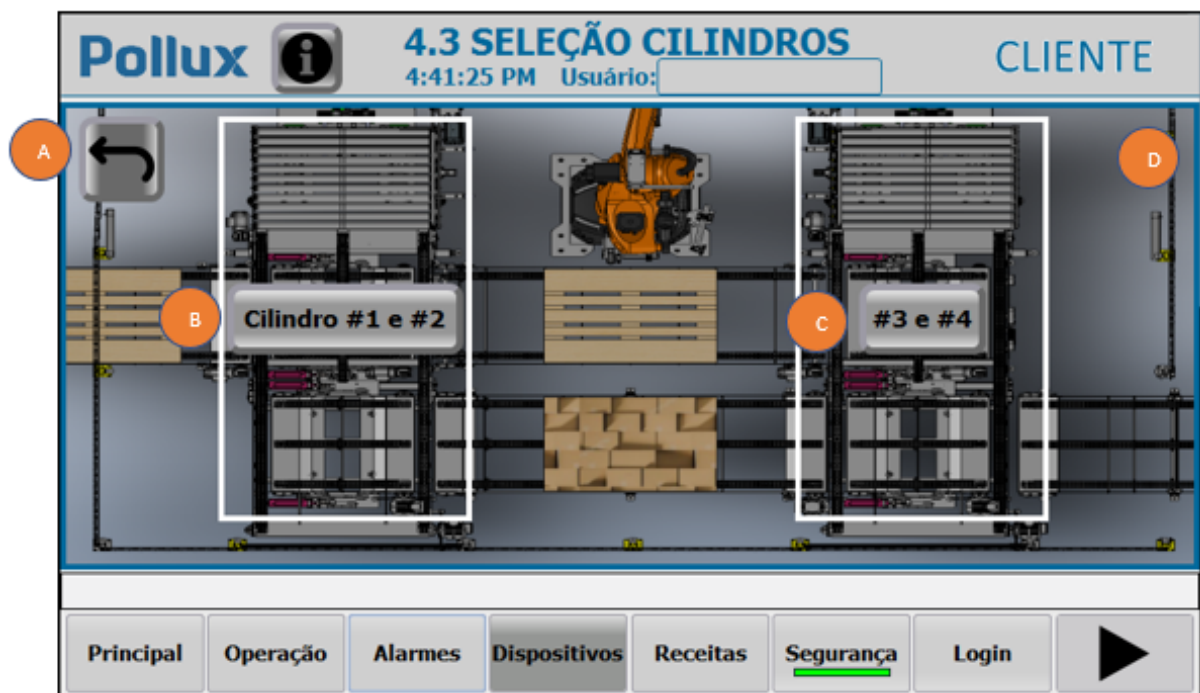 Pollux
4.3 SELEÇÃO CILINDROS
4:41:25 PM Usuário:
CLIENTE
A
D
B
Cilindro #1 e #2
C
#3 e #4
Principal
Operação
Alarmes
Dispositivos
Receitas
Segurança
Login